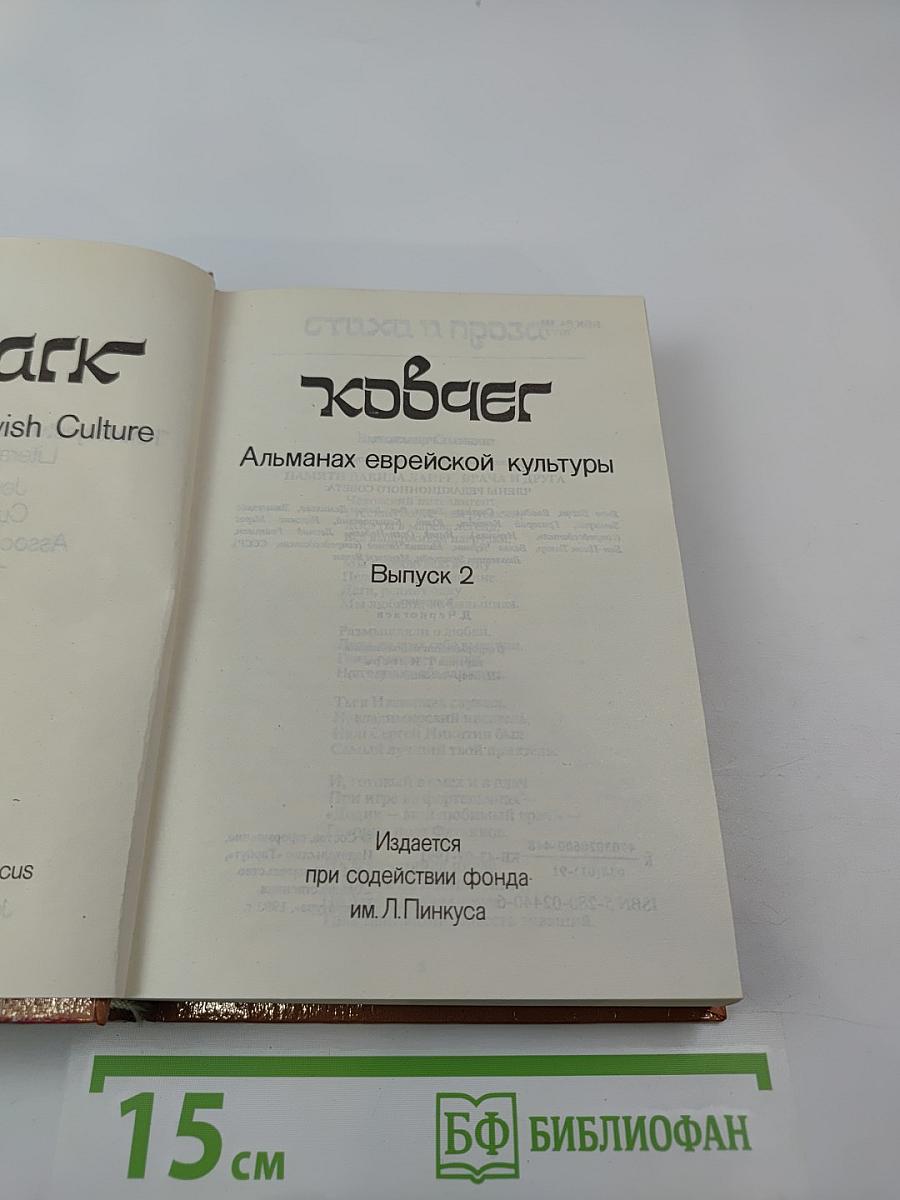 ark
ish Culture
cus
ковчег
Альманах еврейской культуры
Выпуск 2
Издается
при содействии фонда
им. Л. Пинкуса
15 см
БФ БИБЛИОФАН